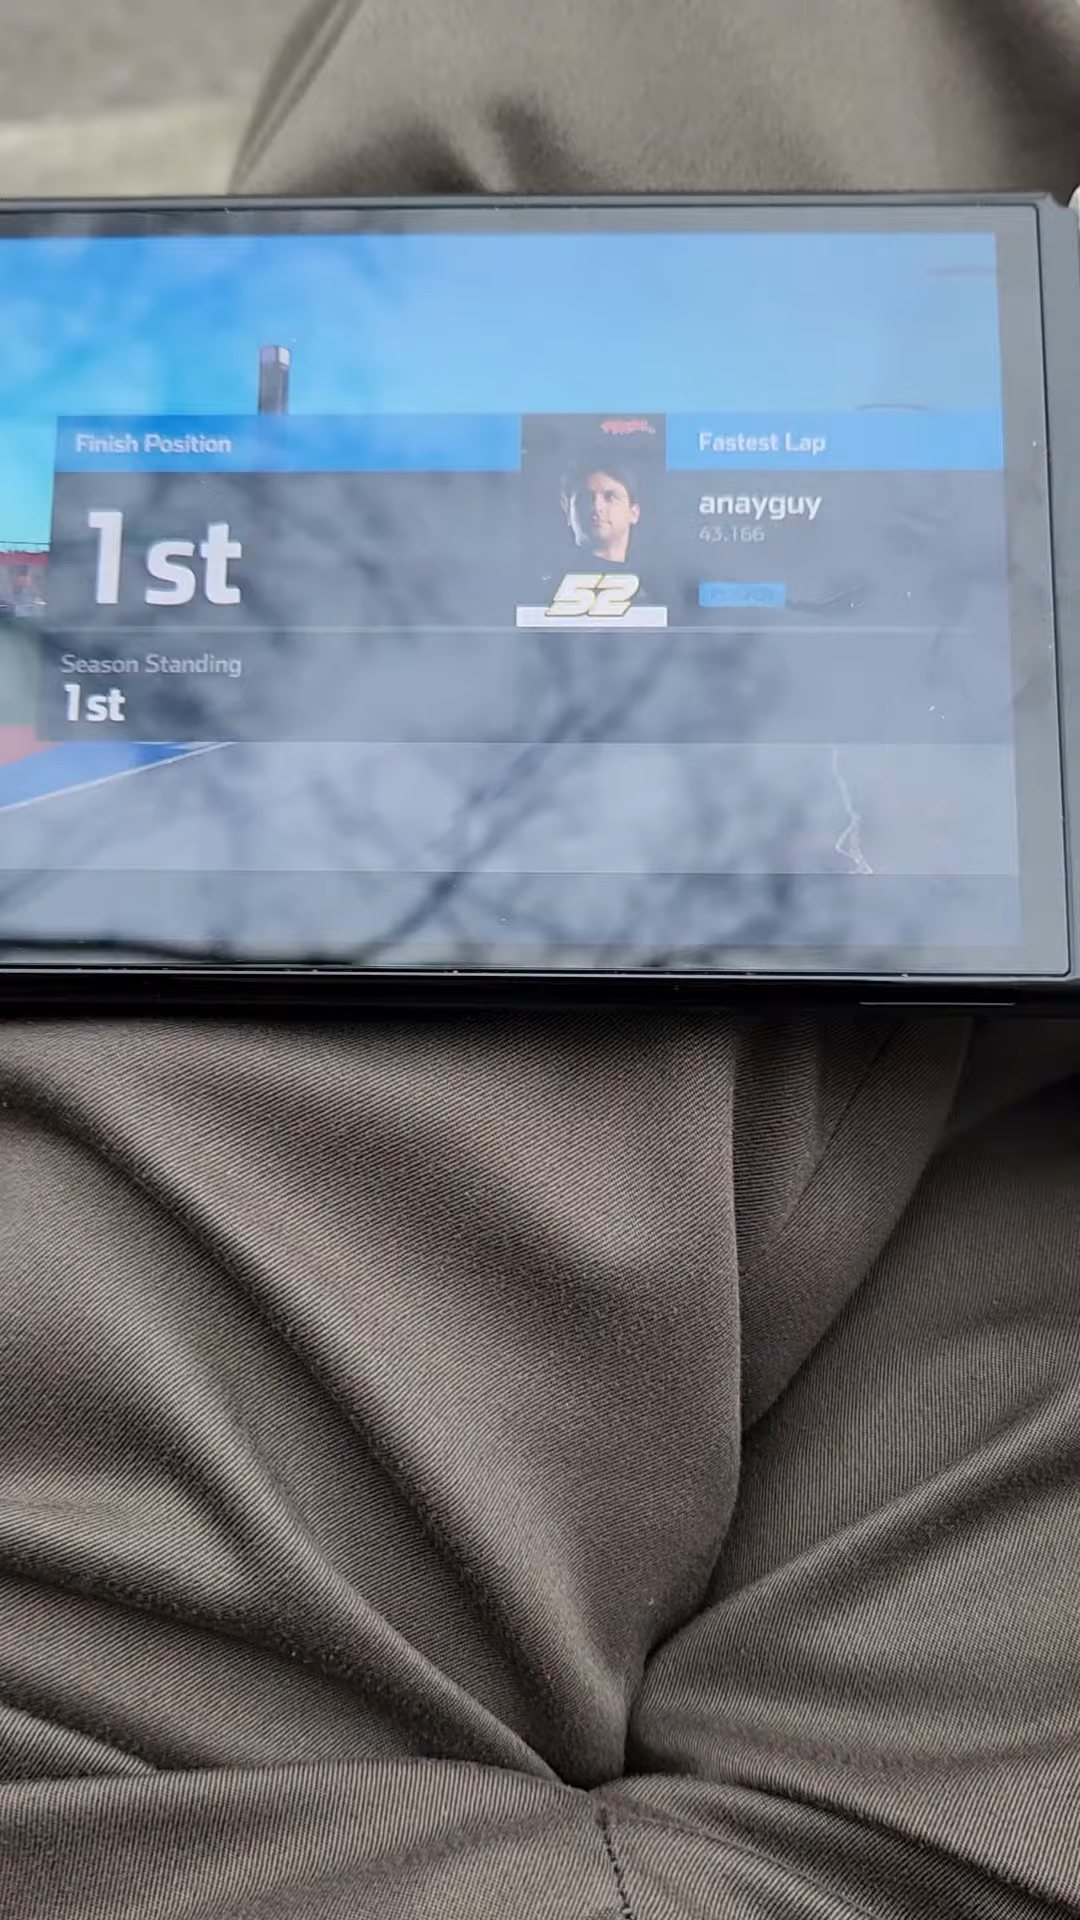 Finish Position
1st
Season Standing
1st
52
Fastest Lap
anayguy
43.166